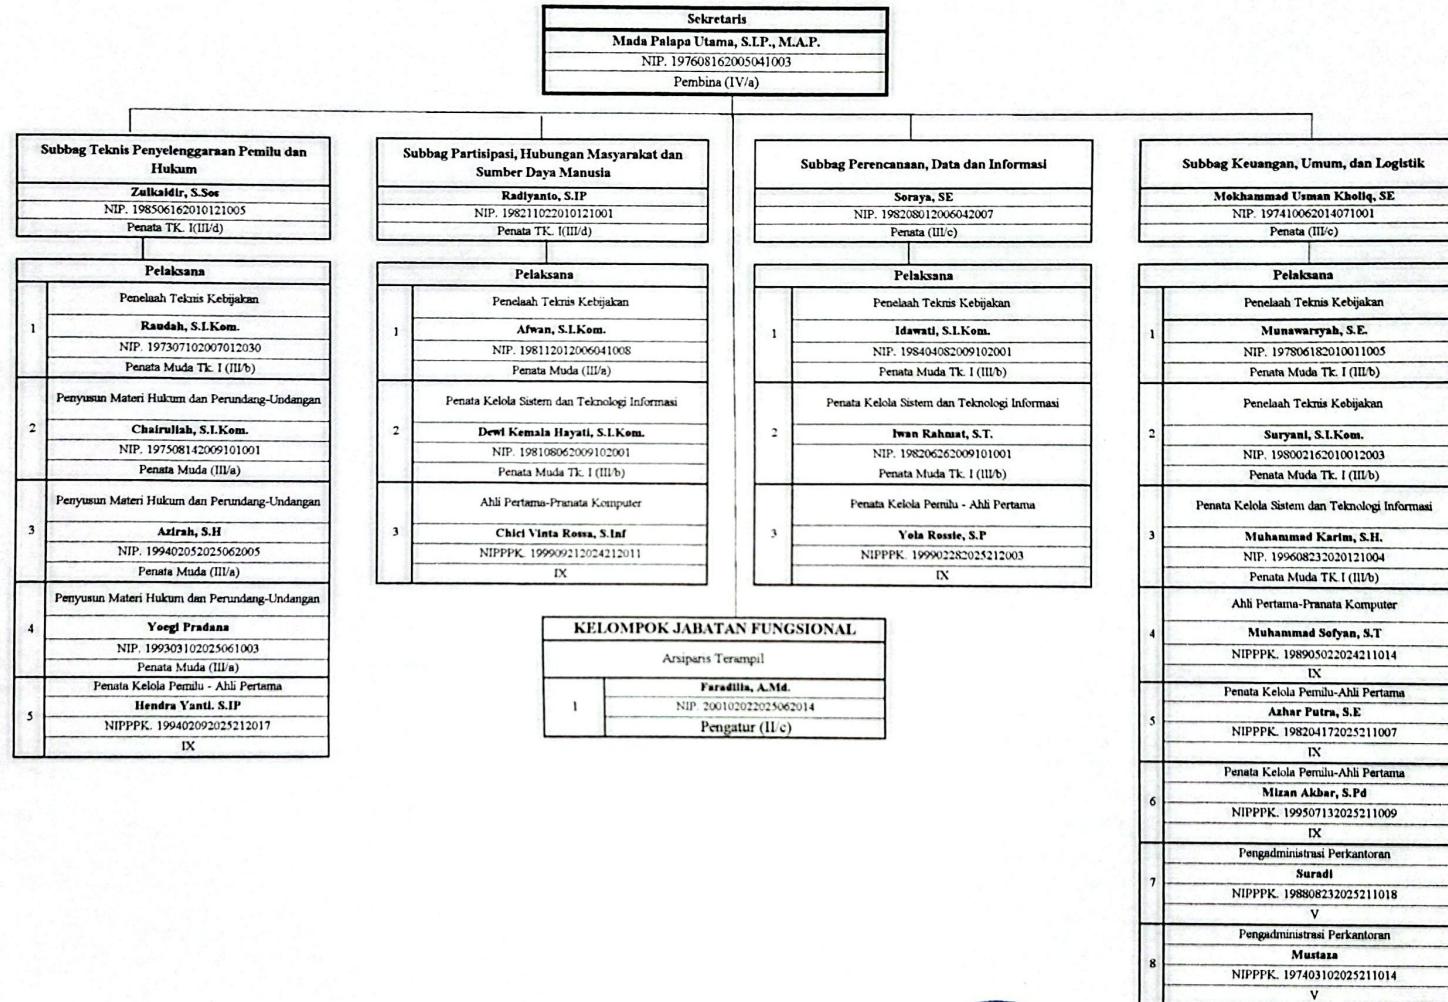 Sekretaris
Mada Palapa Utama, S.I.P., M.A.P.
NIP. 197608162005041003
Pembina (IV/a)
Subbag Teknis Penyelenggaraan Pemilu dan
Hukum
Zulkaidir, S.Sos
NIP. 198506162010121005
Penata TK. I(III/d)
Pelaksana
1
Penelaah Teknis Kebijakan
Raudah, S.I.Kom.
NIP. 197307102007012030
Penata Muda Tk. I (III/b)
2
Penyusun Materi Hukum dan Perundang-Undangan
Chairullah, S.I.Kom.
NIP. 197508142009101001
Penata Muda (III/a)
3
Penyusun Materi Hukum dan Perundang-Undangan
Azirah, S.H
NIP. 199402052025062005
Penata Muda (III/a)
4
Penyusun Materi Hukum dan Perundang-Undangan
Yoegi Pradana
NIP. 199303102025061003
Penata Muda (III/a)
5
Penata Kelola Pemilu - Ahli Pertama
Hendra Yanti. S.IP
NIPPPK. 199402092025212017
IX
Subbag Partisipasi, Hubungan Masyarakat dan
Sumber Daya Manusia
Radiyanto, S.IP
NIP. 198211022010121001
Penata TK. I(III/d)
Pelaksana
1
Penelaah Teknis Kebijakan
Afwan, S.I.Kom.
NIP. 198112012006041008
Penata Muda (III/a)
2
Penata Kelola Sistem dan Teknologi Informasi
Dewi Kemala Hayati, S.I.Kom.
NIP. 198108062009102001
Penata Muda Tk. I (III/b)
3
Ahli Pertama-Pranata Komputer
Chici Vinta Rossa, S.Inf
NIPPPK. 199909212024212011
IX
Subbag Perencanaan, Data dan Informasi
Soraya, SE
NIP. 198208012006042007
Penata (III/c)
Pelaksana
1
Penelaah Teknis Kebijakan
Idawati, S.I.Kom.
NIP. 198404082009102001
Penata Muda Tk. I (III/b)
2
Penata Kelola Sistem dan Teknologi Informasi
Iwan Rahmat, S.T.
NIP. 198206262009101001
Penata Muda Tk. I (III/b)
3
Penata Kelola Pemilu - Ahli Pertama
Yola Rossie, S.P
NIPPPK. 199902282025212003
IX
Subbag Keuangan, Umum, dan Logistik
Mokhammad Usman Kholiq, SE
NIP. 197410062014071001
Penata (III/c)
Pelaksana
1
Penelaah Teknis Kebijakan
Munawarsyah, S.E.
NIP. 197806182010011005
Penata Muda Tk. I (III/b)
2
Penelaah Teknis Kebijakan
Suryani, S.I.Kom.
NIP. 198002162010012003
Penata Muda Tk. I (III/b)
3
Penata Kelola Sistem dan Teknologi Informasi
Muhammad Karim, S.H.
NIP. 199608232020121004
Penata Muda TK.I (III/b)
4
Ahli Pertama-Pranata Komputer
Muhammad Sofyan, S.T
NIPPPK. 198905022024211014
IX
5
Penata Kelola Pemilu-Ahli Pertama
Azhar Putra, S.E
NIPPPK. 198204172025211007
IX
6
Penata Kelola Pemilu-Ahli Pertama
Mizan Akbar, S.Pd
NIPPPK. 199507132025211009
IX
7
Pengadministrasi Perkantoran
Suradi
NIPPPK. 198808232025211018
V
8
Pengadministrasi Perkantoran
Mustaza
NIPPPK. 197403102025211014
V
KELOMPOK JABATAN FUNGSIONAL
Arsiparis Terampil
1
Faradilla, A.Md.
NIP. 200102022025062014
Pengatur (II/c)